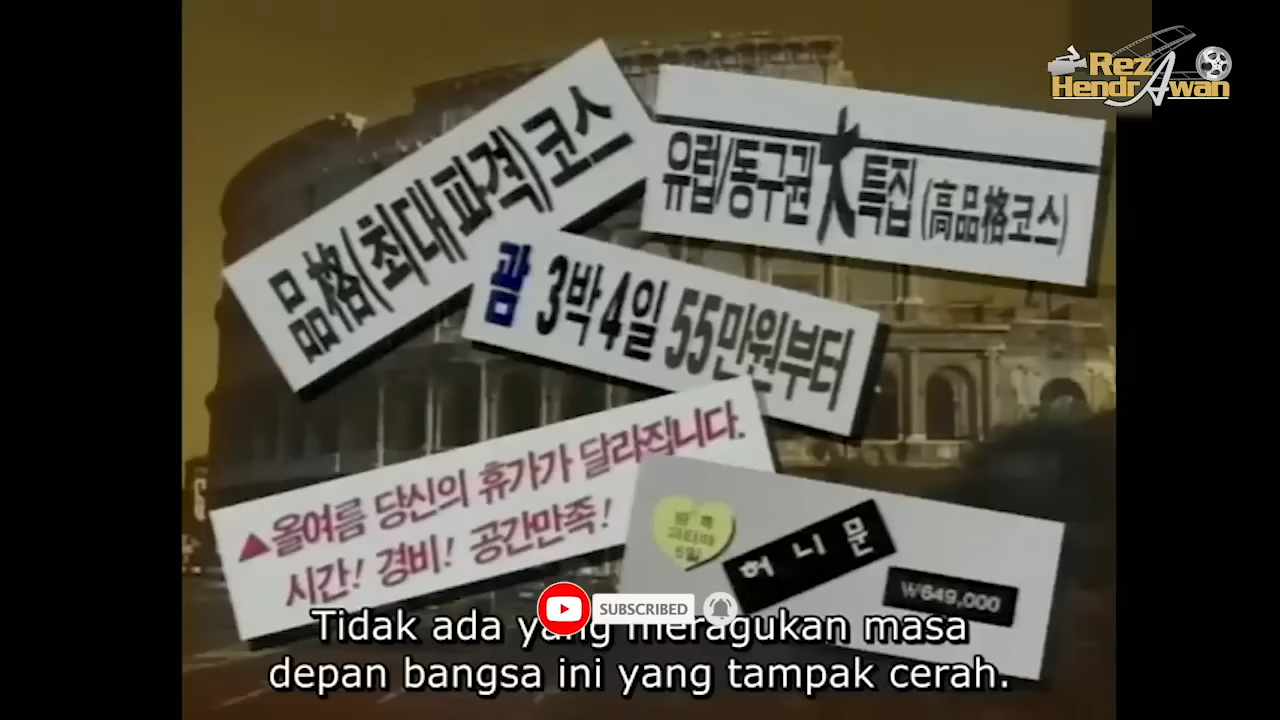 Rez
HendrAwan
品格(최대파격)코스
유럽/동구권 大특집 (高品格코스)
괌 3박4일 55만원부터
▲올여름 당신의 휴가가 달라집니다.
시간! 경비! 공간만족!
허니문
₩649,000
SUBSCRIBED
Tidak ada yang meragukan masa
depan bangsa ini yang tampak cerah.